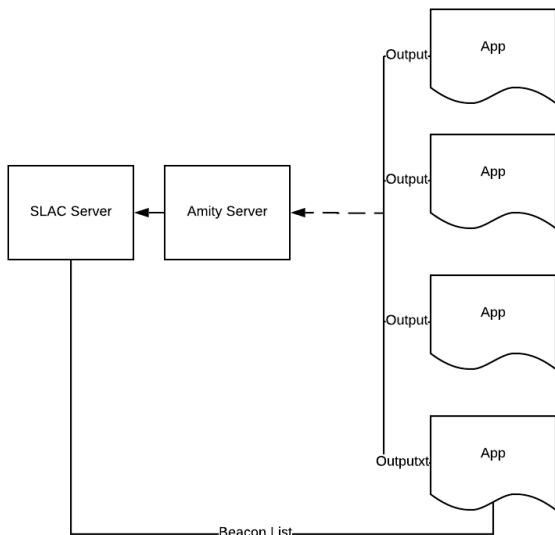 Output
App
Output
App
SLAC Server
Amity Server
Output
App
Outputxt
App
Beacon List